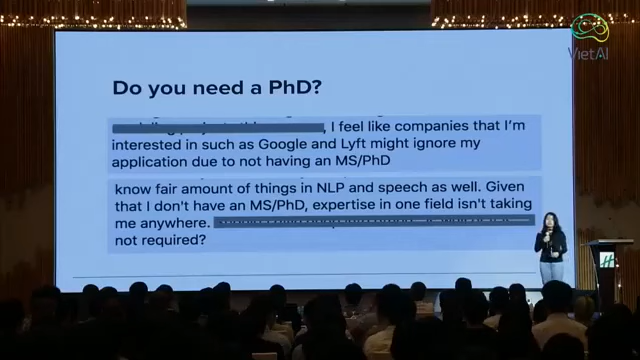 VietAI
Do you need a PhD?
, I feel like companies that I'm
interested in such as Google and Lyft might ignore my
application due to not having an MS/PhD
know fair amount of things in NLP and speech as well. Given
that I don't have an MS/PhD, expertise in one field isn't taking
me anywhere.
not required?
H